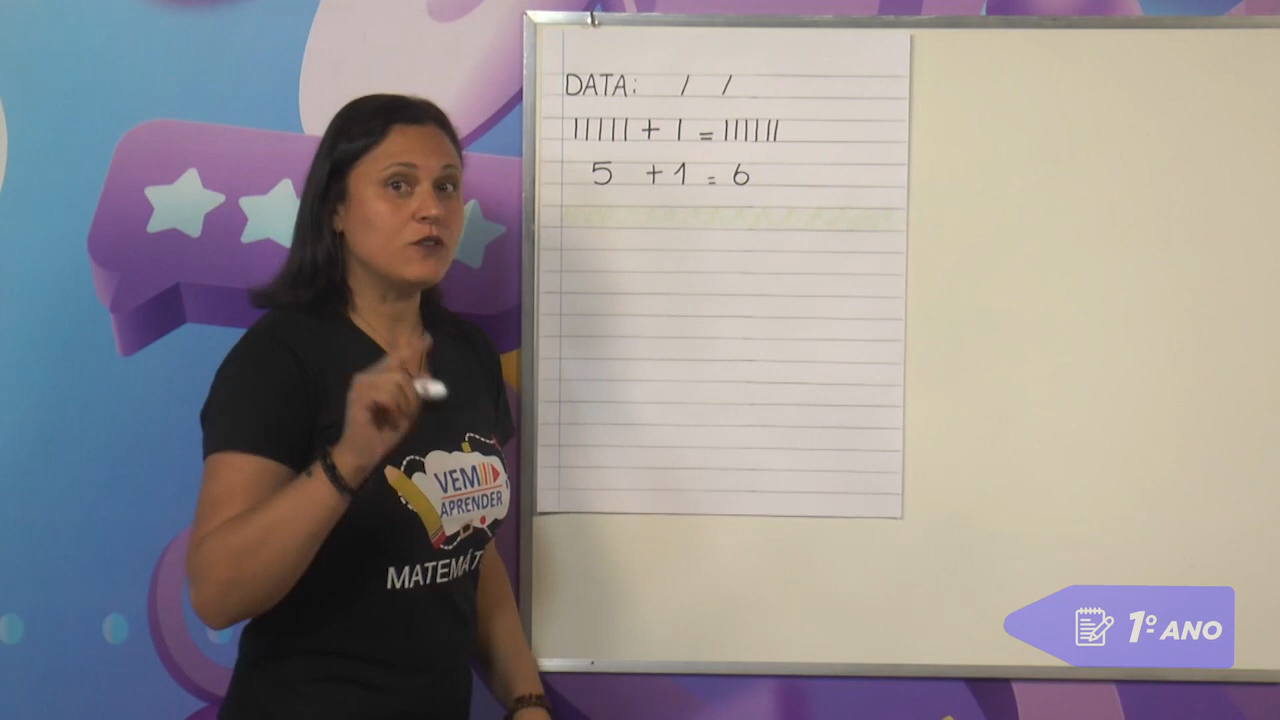 DATA: / /
||||| + | = ||||||
5 + 1 = 6
VEM
APRENDER
MATEMÁT
1º ANO